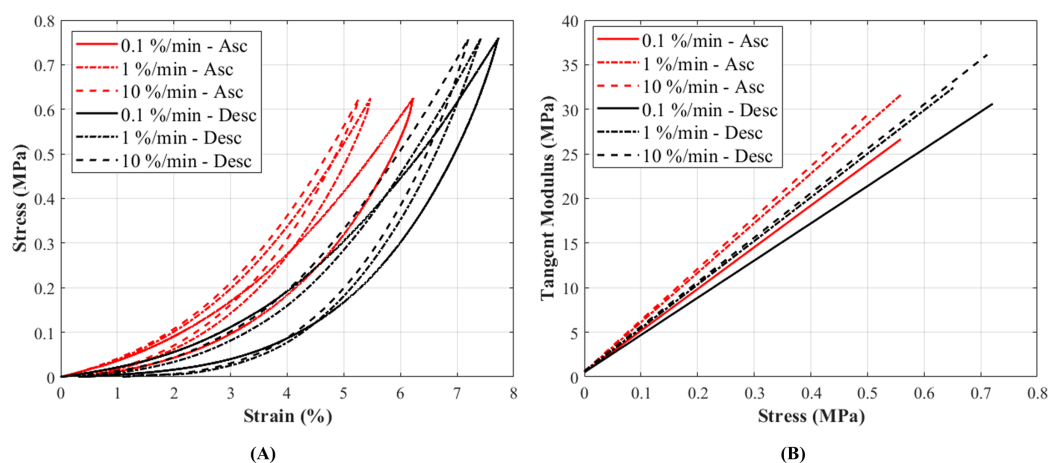 0.8
0.7
0.6
0.5
0.4
0.3
0.2
0.1
0
Stress (MPa)
0.1 %/min - Asc
1 %/min - Asc
10 %/min - Asc
0.1 %/min - Desc
1 %/min - Desc
10 %/min - Desc
0 1 2 3 4 5 6 7 8
Strain (%)
(A)
40
35
30
25
20
15
10
5
0
Tangent Modulus (MPa)
0.1 %/min - Asc
1 %/min - Asc
10 %/min - Asc
0.1 %/min - Desc
1 %/min - Desc
10 %/min - Desc
0 0.1 0.2 0.3 0.4 0.5 0.6 0.7 0.8
Stress (MPa)
(B)